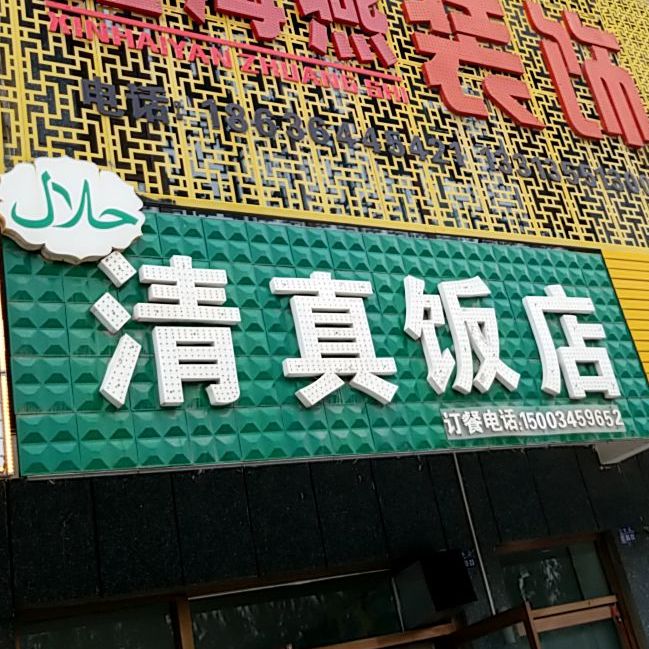 海燕装饰
XINHAIYAN ZHUANG SHI
电话: 18636445421
حلال
清真饭店
订餐电话:15003459652